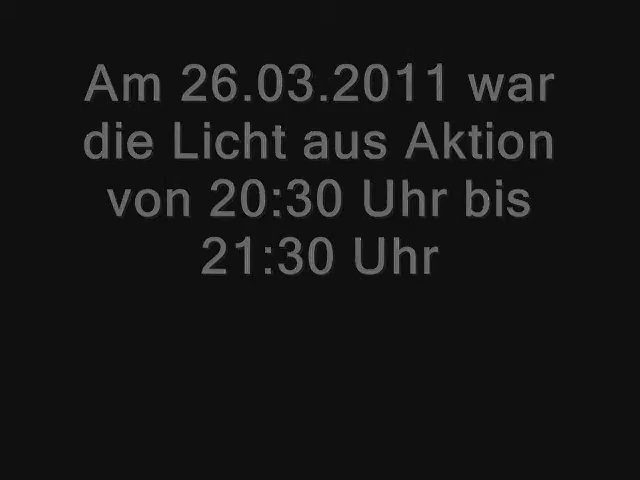 Am 26.03.2011 war
die Licht aus Aktion
von 20:30 Uhr bis
21:30 Uhr